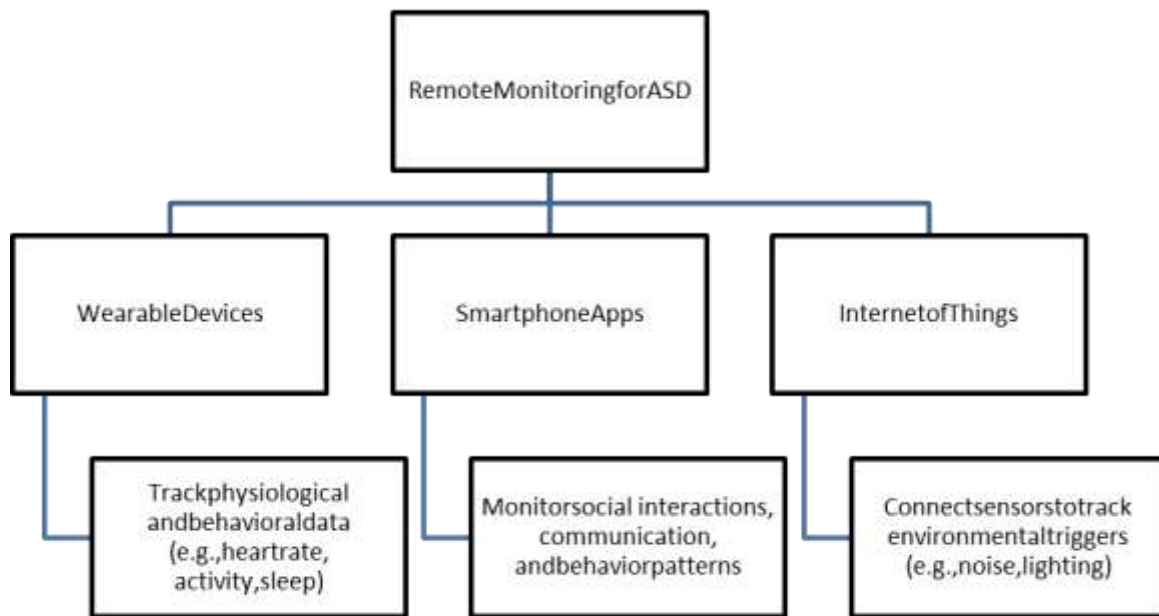 RemoteMonitoringforASD
WearableDevices
SmartphoneApps
InternetofThings
Trackphysiological
andbehavioraldata
(e.g.,heartrate,
activity,sleep)
Monitorsocial interactions,
communication,
andbehaviorpatterns
Connectsensorstotrack
environmentaltriggers
(e.g.,noise,lighting)